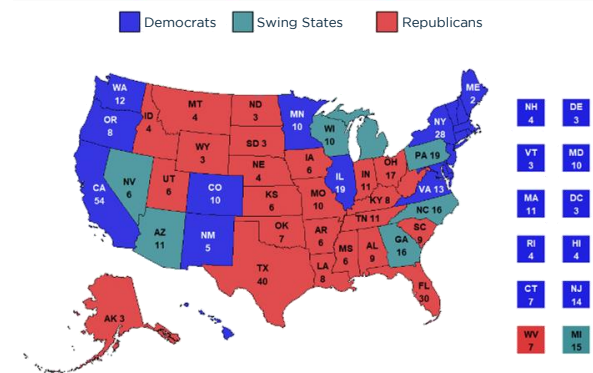 Democrats
Swing States
Republicans
WA
12
OR
8
CA
54
NV
6
ID
4
MT
4
WY
3
UT
6
AZ
11
CO
10
NM
5
ND
3
SD 3
NE
4
KS
6
OK
7
TX
40
MN
10
IA
6
MO
10
AR
6
LA
8
WI
10
IL
19
MS
6
IN
11
OH
17
KY 8
TN 11
AL
9
GA
16
FL
30
SC
9
NC 16
VA 13
PA 19
NY
28
ME
2
AK 3
NH
4
DE
3
VT
3
MD
10
MA
11
DC
3
RI
4
HI
4
CT
7
NJ
14
WV
7
MI
15